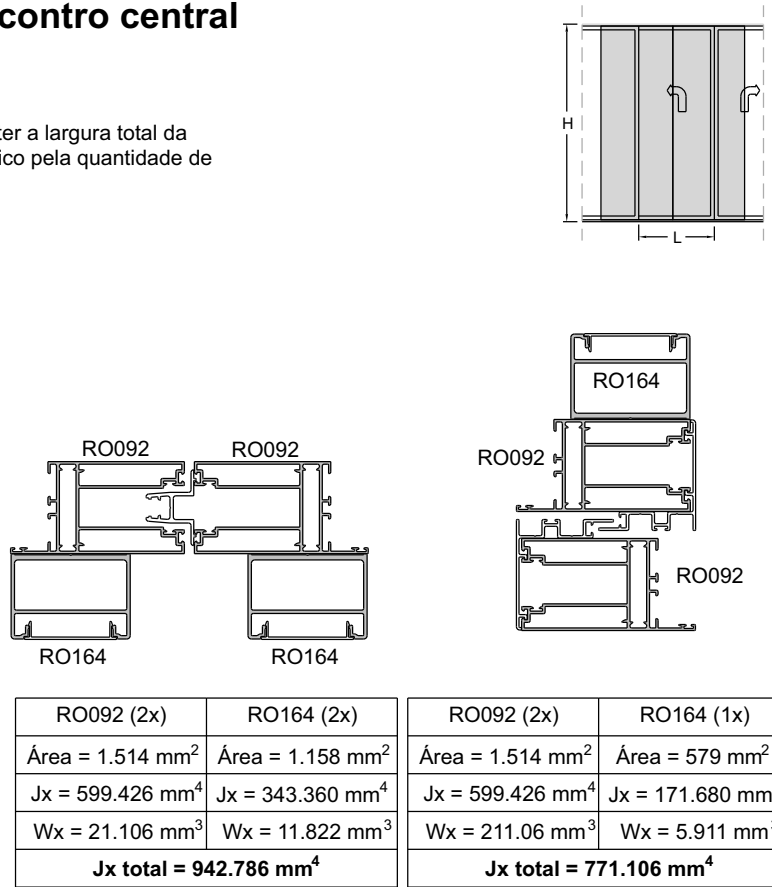 contro central
ter a largura total da
ico pela quantidade de
H
L
RO164
RO092
RO092
RO092
RO092
RO164
RO164
RO092 (2x) RO164 (2x)
Área = 1.514 mm² Área = 1.158 mm²
Jx = 599.426 mm⁴ Jx = 343.360 mm⁴
Wx = 21.106 mm³ Wx = 11.822 mm³
Jx total = 942.786 mm⁴
RO092 (2x) RO164 (1x)
Área = 1.514 mm² Área = 579 mm²
Jx = 599.426 mm⁴ Jx = 171.680 mm
Wx = 211.06 mm³ Wx = 5.911 mm
Jx total = 771.106 mm⁴